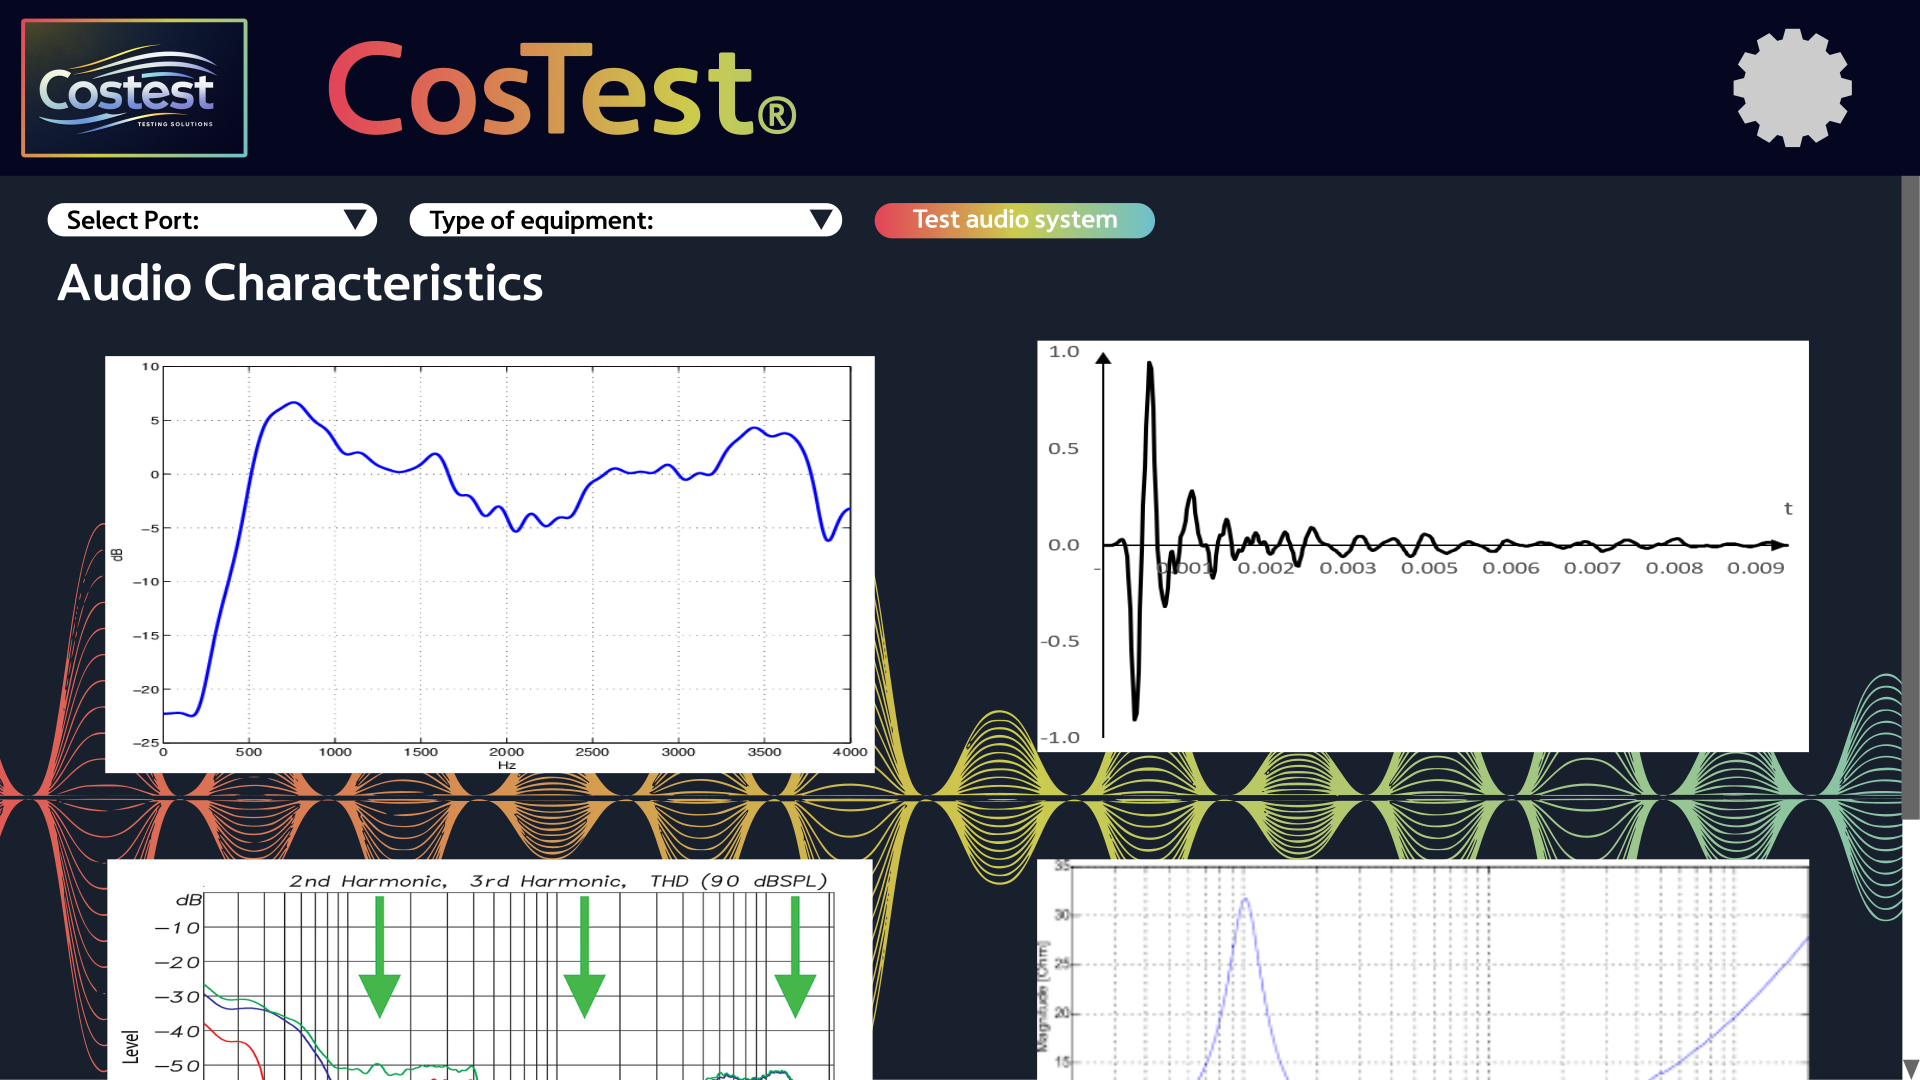 Costest
TESTING SOLUTIONS
CosTest®
Select Port:
Type of equipment:
Test audio system
Audio Characteristics
10
5
0
−5
−10
−15
−20
−25
dB
0 500 1000 1500 2000 2500 3000 3500 4000
Hz
1.0
0.5
0.0
-0.5
-1.0
t
- 0.001 0.002 0.003 0.005 0.006 0.007 0.008 0.009
2nd Harmonic, 3rd Harmonic, THD (90 dBSPL)
dB
−10
−20
−30
−40
−50
Level
35
30
25
20
15
Magnitude [Ohm]